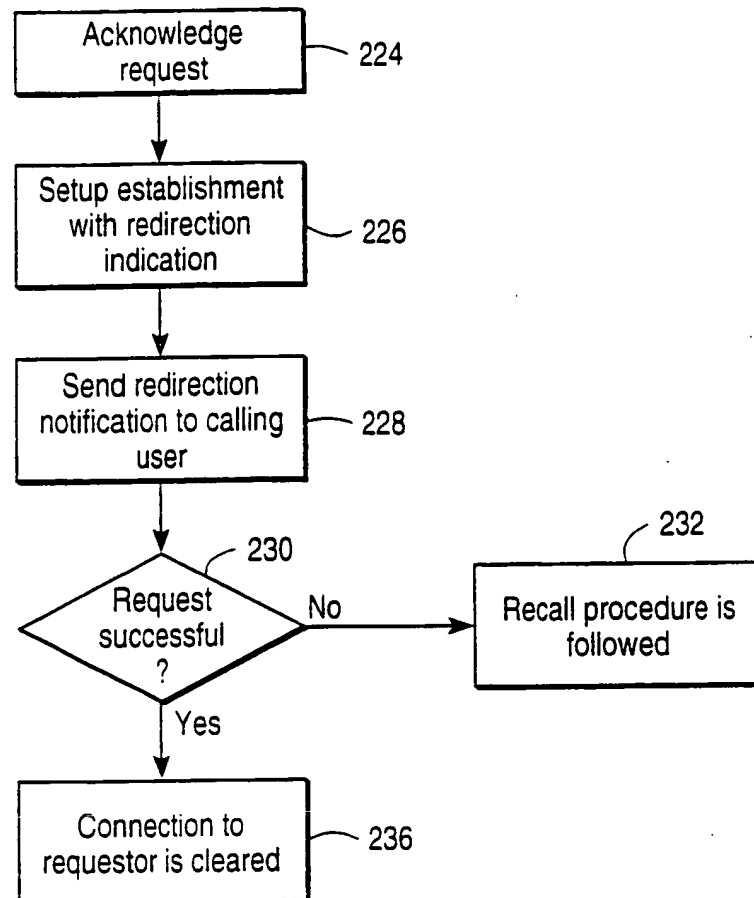 Acknowledge
request
224
Setup establishment
with redirection
indication
226
Send redirection
notification to calling
user
228
230
Request
successful
?
No
232
Recall procedure is
followed
Yes
Connection to
requestor is cleared
236